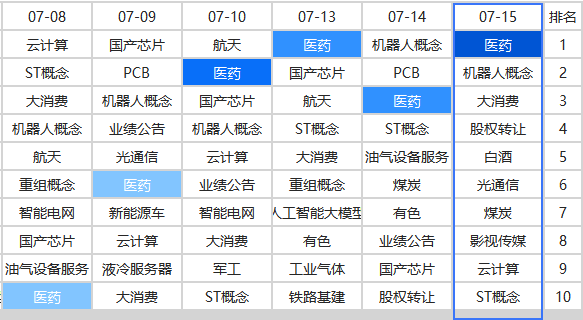 07-08 07-09 07-10 07-13 07-14 07-15 排名
云计算 国产芯片 航天 医药 机器人概念 医药 1
ST概念 PCB 医药 国产芯片 PCB 机器人概念 2
大消费 机器人概念 国产芯片 航天 医药 大消费 3
机器人概念 业绩公告 机器人概念 ST概念 ST概念 股权转让 4
航天 光通信 云计算 大消费 油气设备服务 白酒 5
重组概念 医药 业绩公告 重组概念 煤炭 光通信 6
智能电网 新能源车 智能电网 人工智能大模型 有色 煤炭 7
国产芯片 云计算 大消费 有色 业绩公告 影视传媒 8
油气设备服务 液冷服务器 军工 工业气体 国产芯片 云计算 9
医药 大消费 ST概念 铁路基建 股权转让 ST概念 10